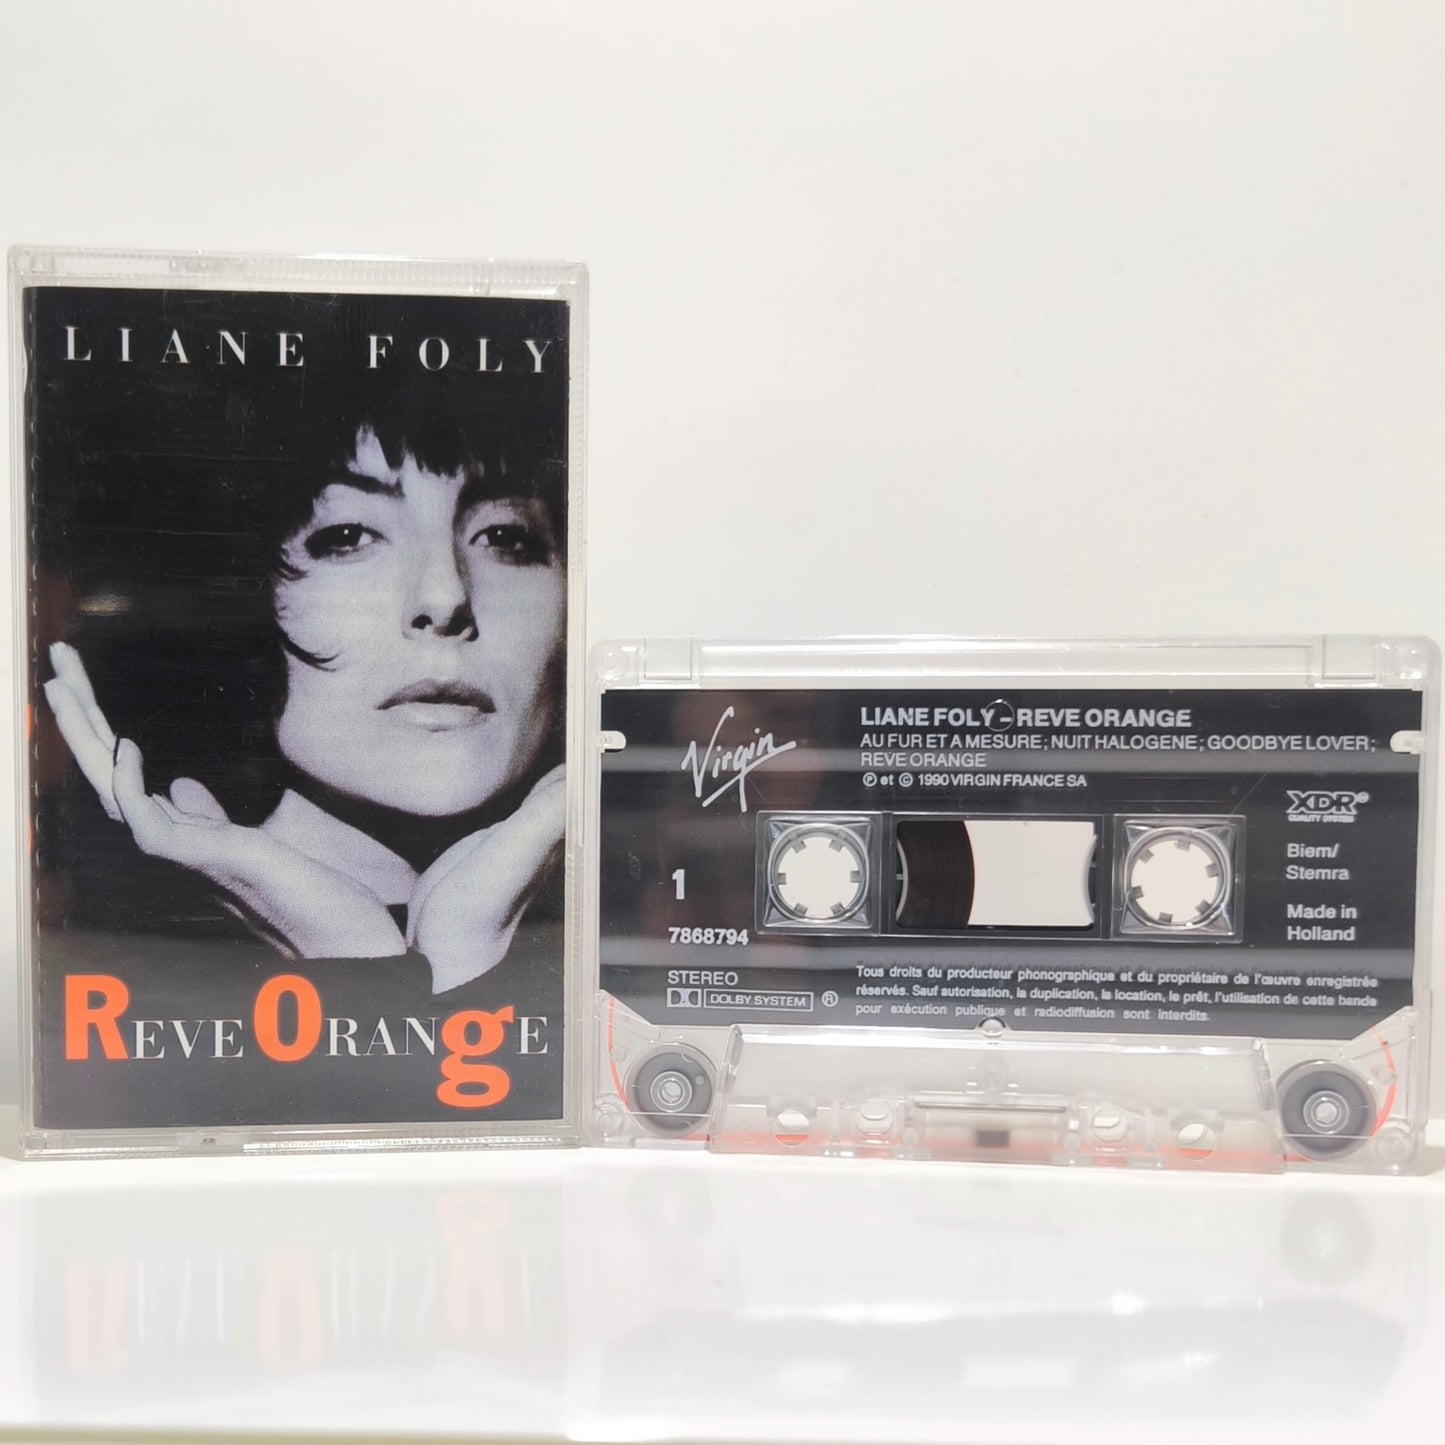 LIANE FOLY
REVE ORANgE
Virgin
LIANE FOLY - REVE ORANGE
AU FUR ET A MESURE; NUIT HALOGENE; GOODBYE LOVER;
REVE ORANGE
℗ et © 1990 VIRGIN FRANCE SA
XDR®
QUALITY SYSTEM
Biem/
Stemra
1
Made in
Holland
7868794
STEREO
DOLBY SYSTEM ®
Tous droits du producteur phonographique et du propriétaire de l'œuvre enregistrée
réservés. Sauf autorisation, la duplication, la location, le prêt, l'utilisation de cette bande
pour exécution publique et radiodiffusion sont interdits.